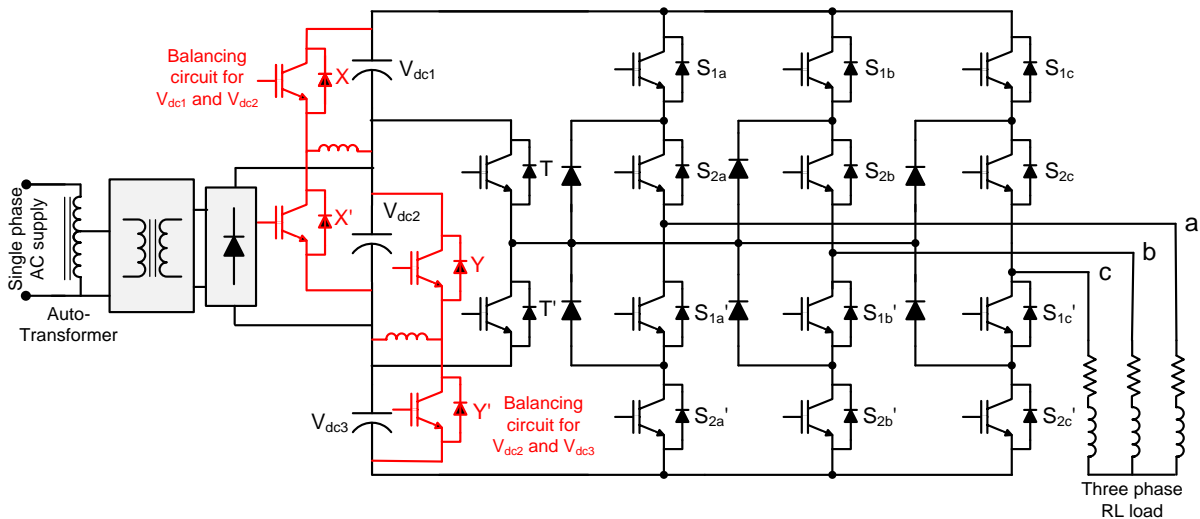 Balancing
circuit for
Vdc1 and Vdc2
X
Vdc1
S1a
S1b
S1c
T
S2a
S2b
S2c
Single phase
AC supply
X'
Vdc2
Y
a
b
c
Auto-
Transformer
T'
S1a'
S1b'
S1c'
Vdc3
Y'
Balancing
circuit for
Vdc2 and Vdc3
S2a'
S2b'
S2c'
Three phase
RL load